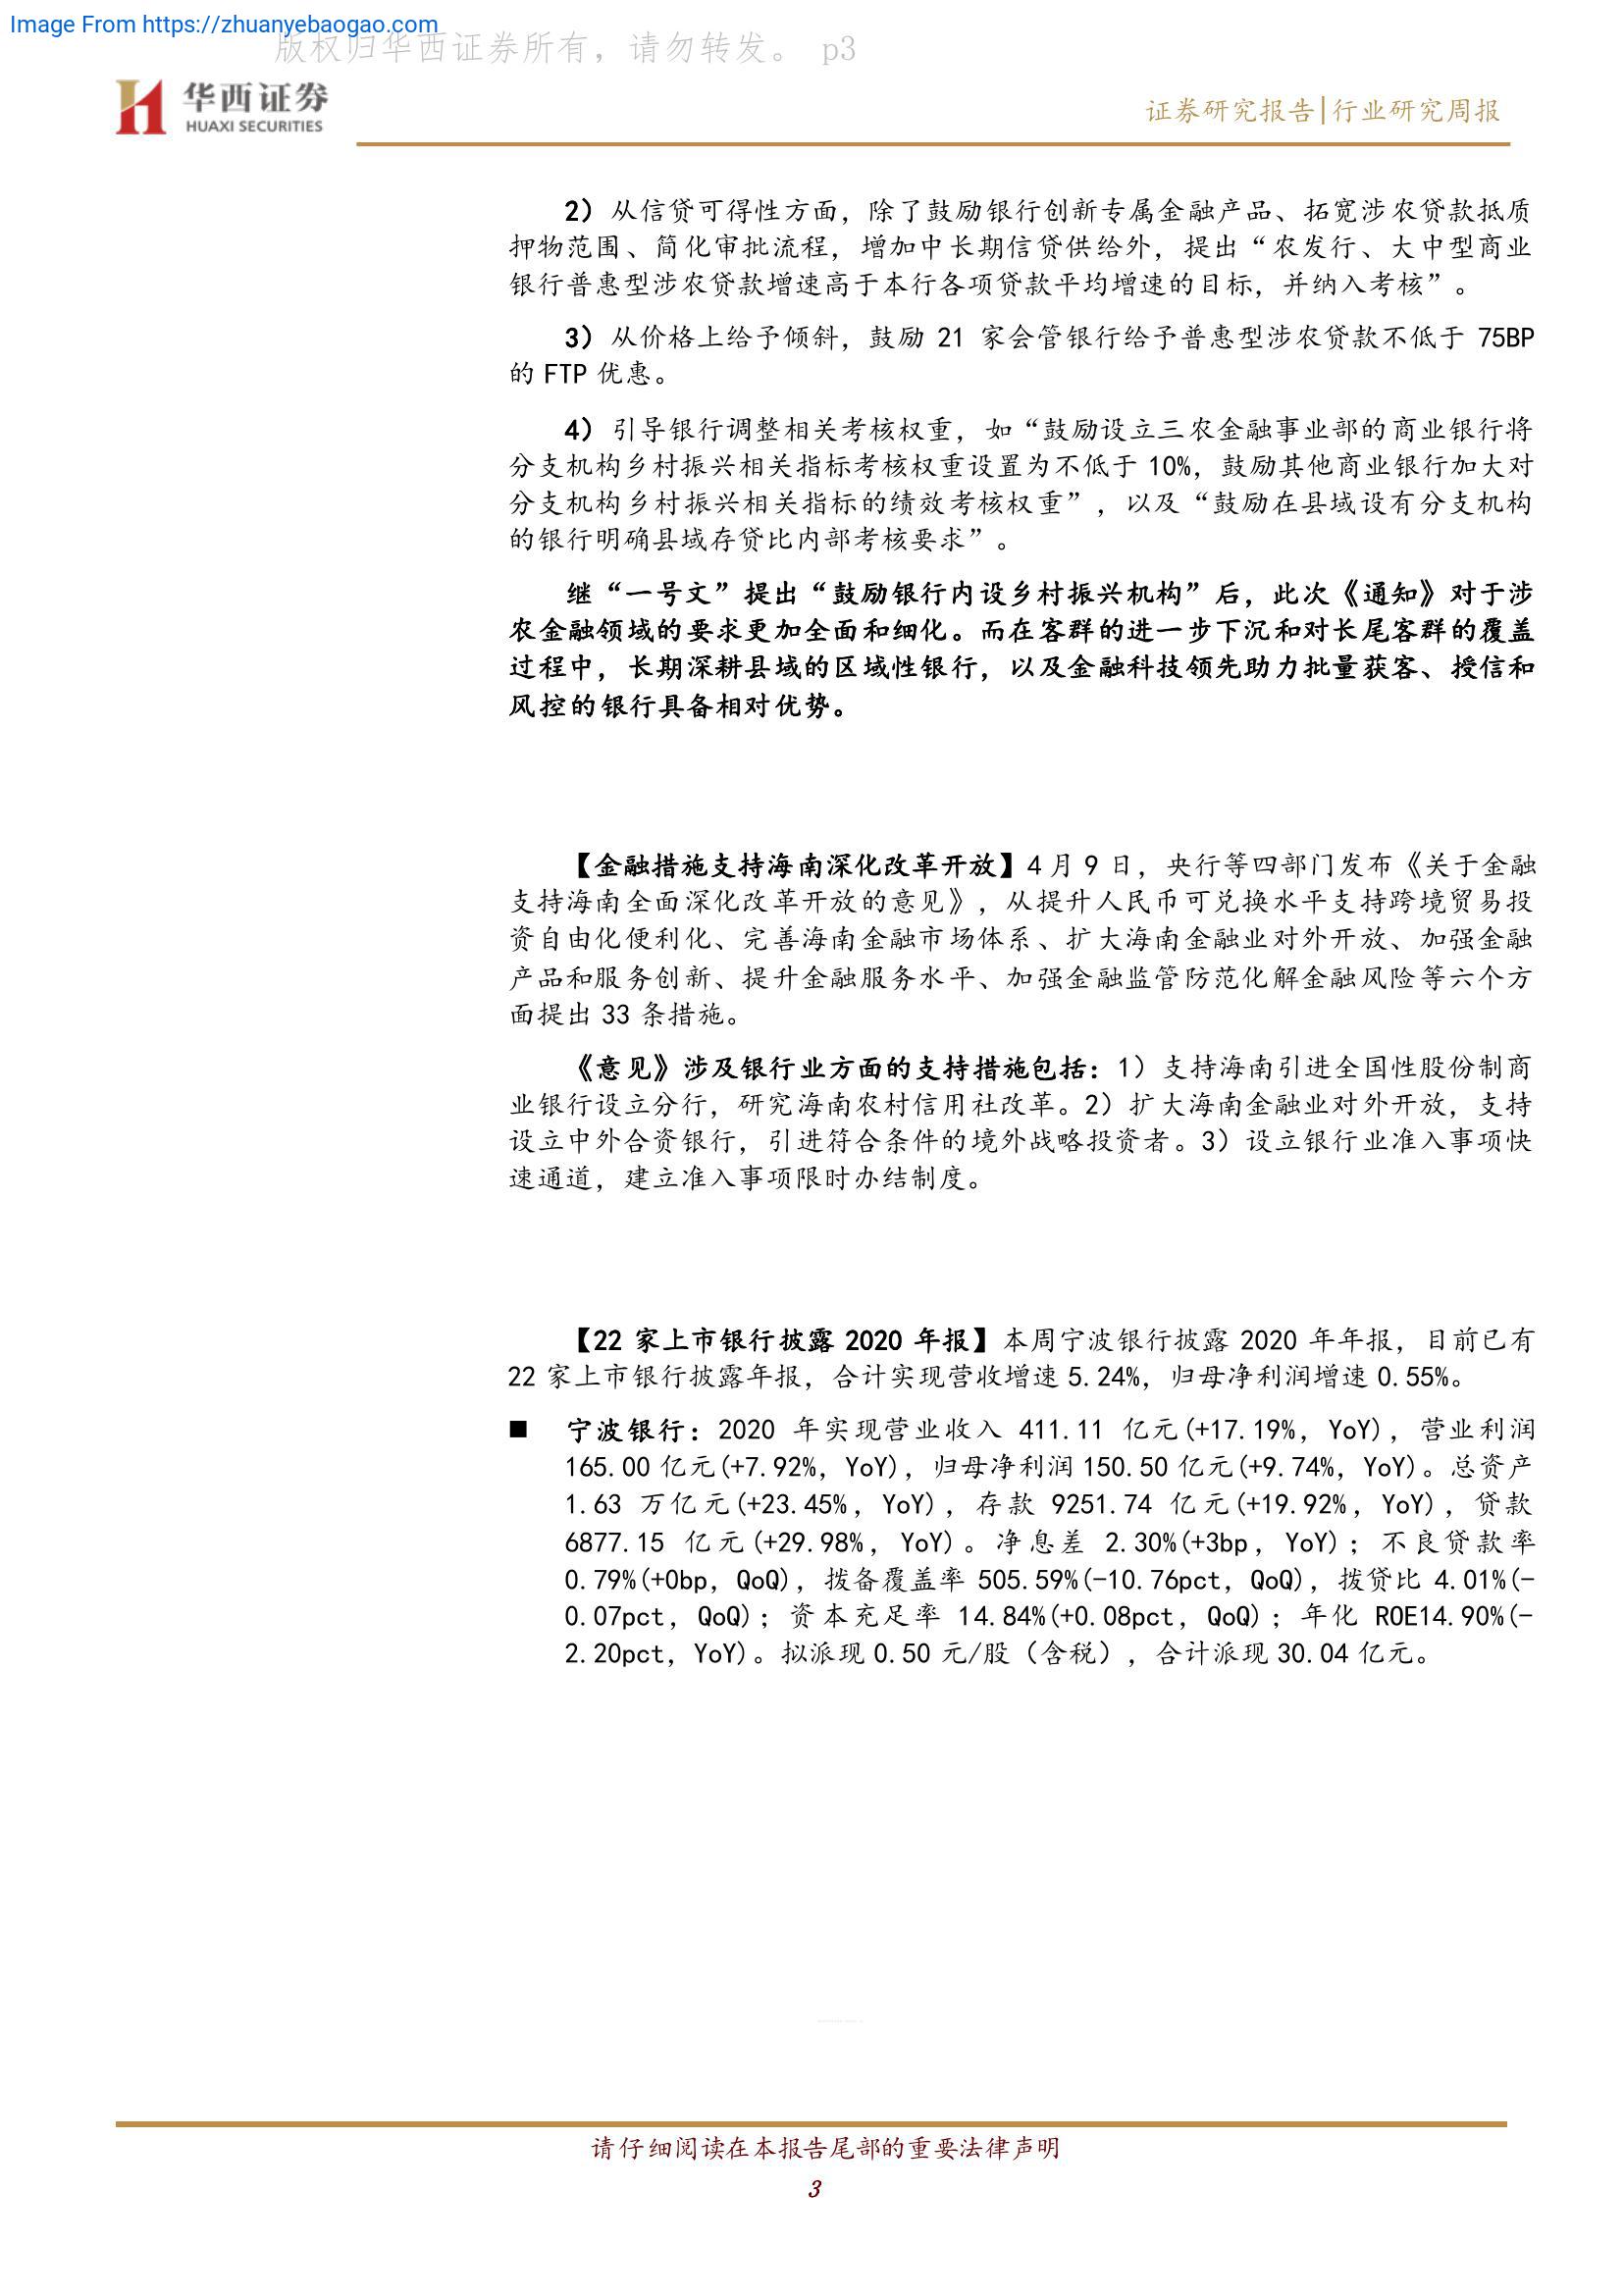 Image From https://zhuanyebaogao.com
版权归华西证券所有，请勿转发。 p3
华西证券
HUAXI SECURITIES
证券研究报告|行业研究周报
2）从信贷可得性方面，除了鼓励银行创新专属金融产品、拓宽涉农贷款抵质
押物范围、简化审批流程，增加中长期信贷供给外，提出“农发行、大中型商业
银行普惠型涉农贷款增速高于本行各项贷款平均增速的目标，并纳入考核”。
3）从价格上给予倾斜，鼓励 21 家会管银行给予普惠型涉农贷款不低于 75BP
的 FTP 优惠。
4）引导银行调整相关考核权重，如“鼓励设立三农金融事业部的商业银行将
分支机构乡村振兴相关指标考核权重设置为不低于 10%，鼓励其他商业银行加大对
分支机构乡村振兴相关指标的绩效考核权重”，以及“鼓励在县域设有分支机构
的银行明确县域存贷比内部考核要求”。
继“一号文”提出“鼓励银行内设乡村振兴机构”后，此次《通知》对于涉
农金融领域的要求更加全面和细化。而在客群的进一步下沉和对长尾客群的覆盖
过程中，长期深耕县域的区域性银行，以及金融科技领先助力批量获客、授信和
风控的银行具备相对优势。
【金融措施支持海南深化改革开放】4 月 9 日，央行等四部门发布《关于金融
支持海南全面深化改革开放的意见》，从提升人民币可兑换水平支持跨境贸易投
资自由化便利化、完善海南金融市场体系、扩大海南金融业对外开放、加强金融
产品和服务创新、提升金融服务水平、加强金融监管防范化解金融风险等六个方
面提出 33 条措施。
《意见》涉及银行业方面的支持措施包括：1）支持海南引进全国性股份制商
业银行设立分行，研究海南农村信用社改革。2）扩大海南金融业对外开放，支持
设立中外合资银行，引进符合条件的境外战略投资者。3）设立银行业准入事项快
速通道，建立准入事项限时办结制度。
【22 家上市银行披露 2020 年报】本周宁波银行披露 2020 年年报，目前已有
22 家上市银行披露年报，合计实现营收增速 5.24%，归母净利润增速 0.55%。
■ 宁波银行：2020 年实现营业收入 411.11 亿元(+17.19%, YoY)，营业利润
165.00 亿元(+7.92%, YoY)，归母净利润 150.50 亿元(+9.74%, YoY)。总资产
1.63 万亿元(+23.45%, YoY)，存款 9251.74 亿元(+19.92%, YoY)，贷款
6877.15 亿元(+29.98%, YoY)。净息差 2.30%(+3bp, YoY)；不良贷款率
0.79%(+0bp, QoQ)，拨备覆盖率 505.59%(-10.76pct, QoQ)，拨贷比 4.01%(-
0.07pct, QoQ)；资本充足率 14.84%(+0.08pct, QoQ)；年化 ROE14.90%(-
2.20pct, YoY)。拟派现 0.50 元/股（含税），合计派现 30.04 亿元。
请仔细阅读在本报告尾部的重要法律声明
3